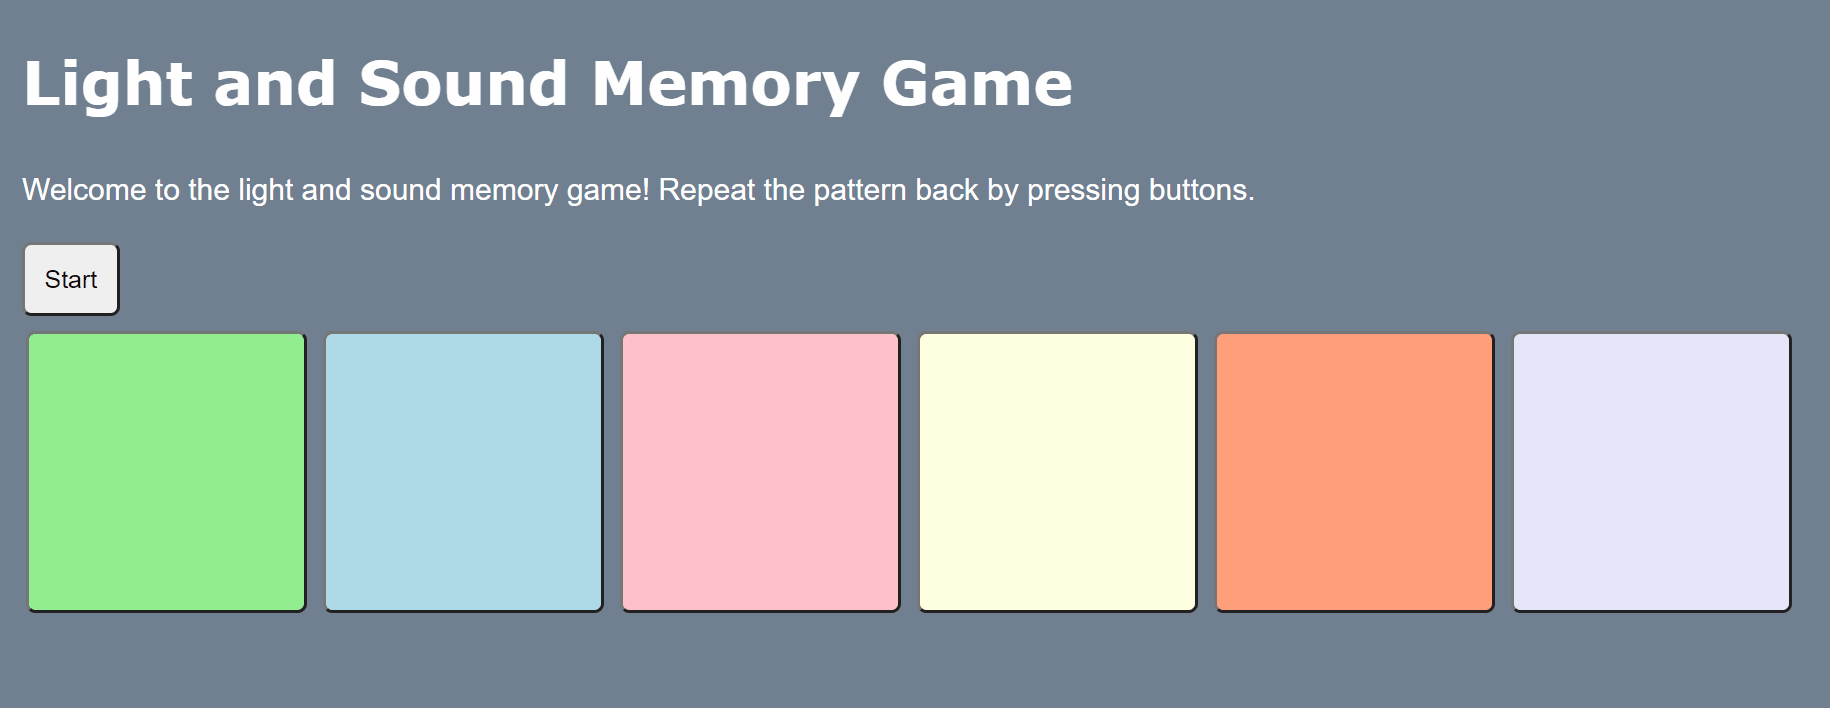 Light and Sound Memory Game
Welcome to the light and sound memory game! Repeat the pattern back by pressing buttons.
Start